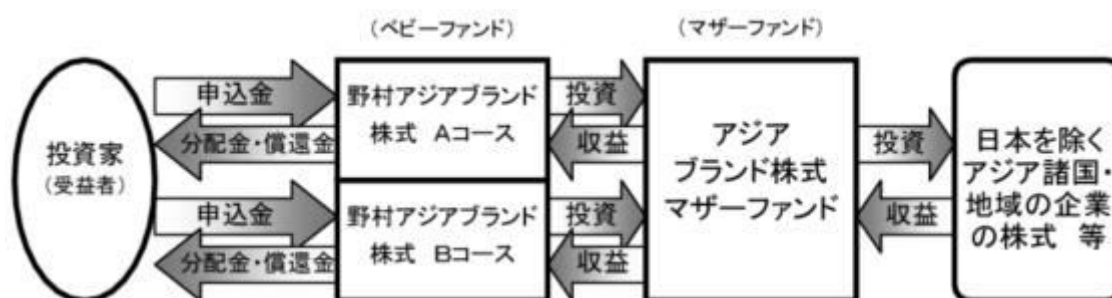 (ベビーファンド)
(マザーファンド)
投資家
(受益者)
申込金
分配金・償還金
申込金
分配金・償還金
野村アジアブランド
株式 Aコース
野村アジアブランド
株式 Bコース
投資
収益
投資
収益
アジア
ブランド株式
マザーファンド
投資
収益
日本を除く
アジア諸国・
地域の企業
の株式 等